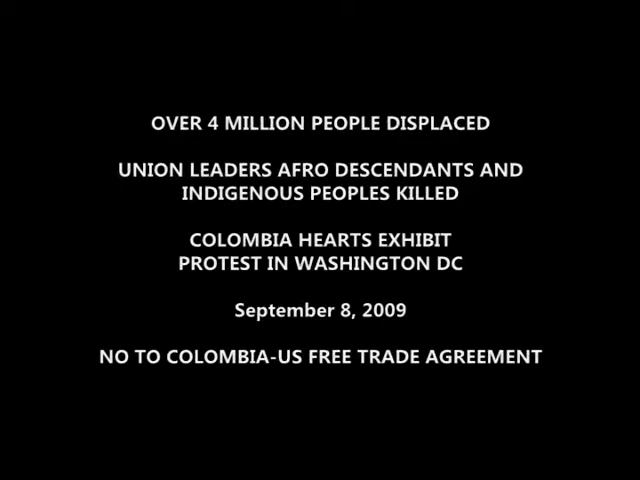 OVER 4 MILLION PEOPLE DISPLACED
UNION LEADERS AFRO DESCENDANTS AND
INDIGENOUS PEOPLES KILLED
COLOMBIA HEARTS EXHIBIT
PROTEST IN WASHINGTON DC
September 8, 2009
NO TO COLOMBIA-US FREE TRADE AGREEMENT